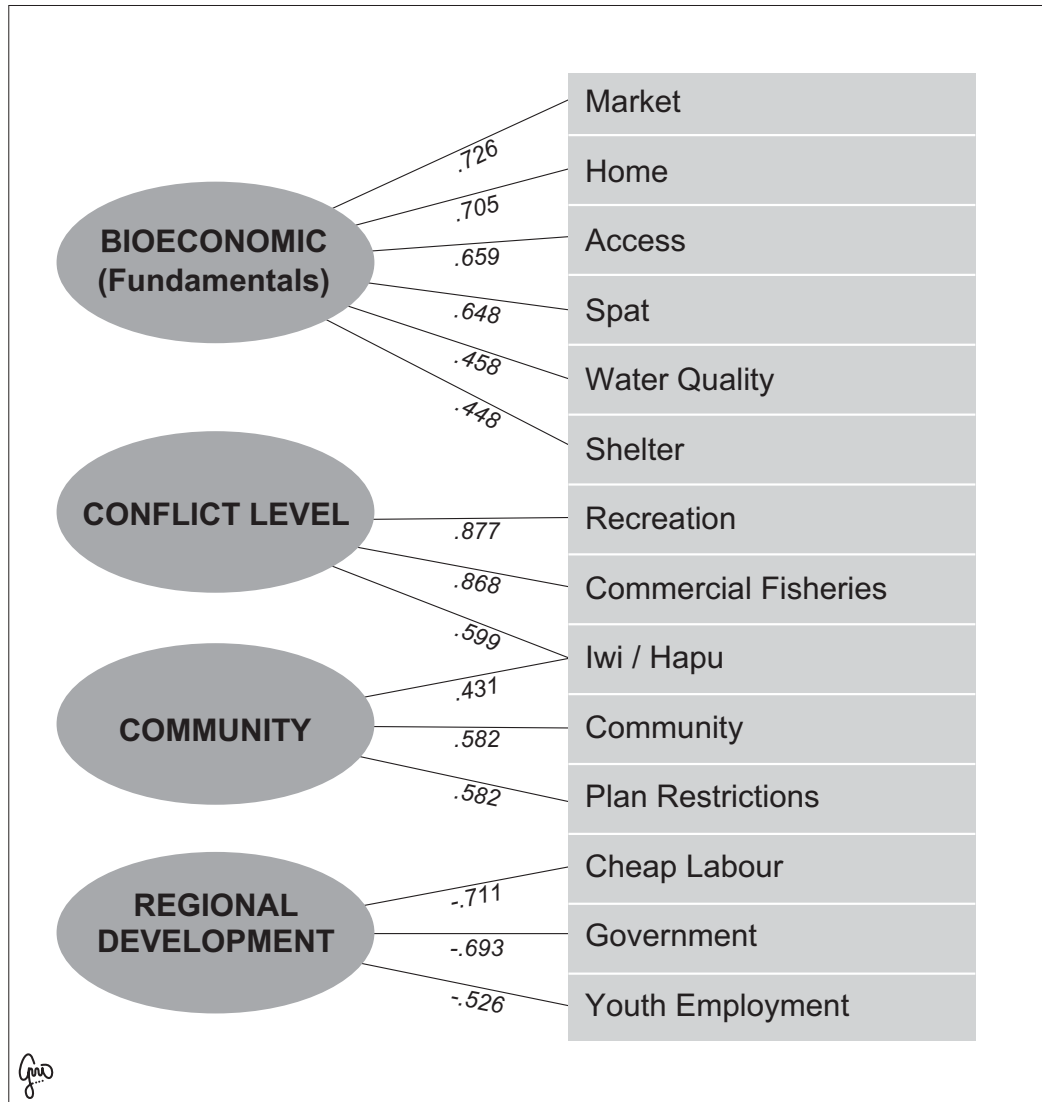 Market
.726
Home
.705
BIOECONOMIC
(Fundamentals)
Access
.659
Spat
.648
Water Quality
.458
Shelter
.448
CONFLICT LEVEL
Recreation
.877
Commercial Fisheries
.868
Iwi / Hapu
.599
.431
COMMUNITY
Community
.582
Plan Restrictions
.582
Cheap Labour
-.711
REGIONAL
DEVELOPMENT
Government
-.693
Youth Employment
-.526